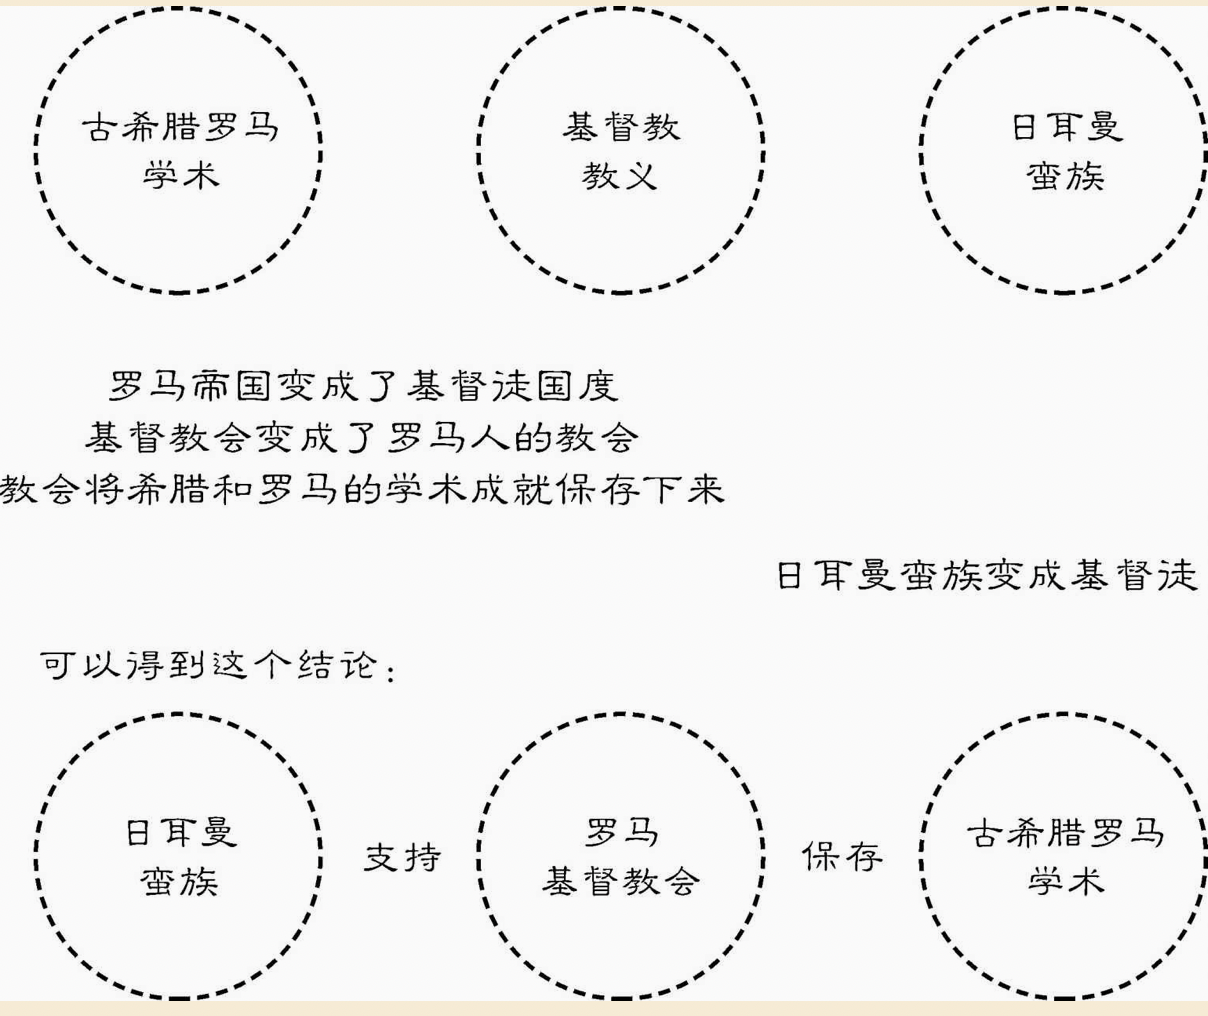 古希腊罗马
学术
基督教
教义
日耳曼
蛮族
罗马帝国变成了基督徒国度
基督教会变成了罗马人的教会
教会将希腊和罗马的学术成就保存下来
日耳曼蛮族变成基督徒
可以得到这个结论：
日耳曼
蛮族
支持
罗马
基督教会
保存
古希腊罗马
学术